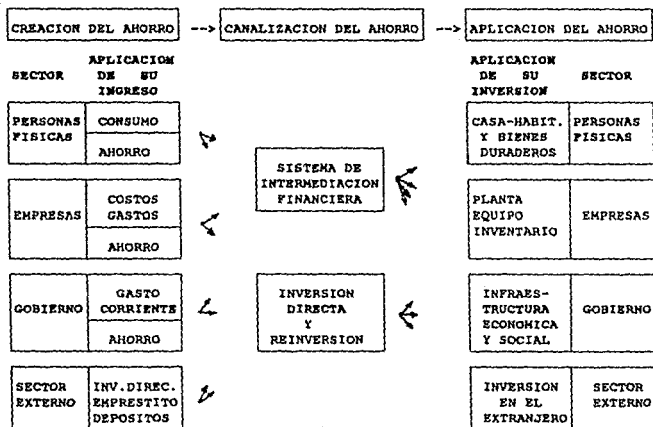 CREACION DEL AHORRO --> CANALIZACION DEL AHORRO --> APLICACION DEL AHORRO
SECTOR
APLICACION
DE SU
INGRESO
PERSONAS
FISICAS
CONSUMO
AHORRO
EMPRESAS
COSTOS
GASTOS
AHORRO
GOBIERNO
GASTO
CORRIENTE
AHORRO
SECTOR
EXTERNO
INV.DIREC.
EMPRESTITO
DEPOSITOS
SISTEMA DE
INTERMEDIACION
FINANCIERA
INVERSION
DIRECTA
Y
REINVERSION
APLICACION
DE SU
INVERSION
SECTOR
CASA-HABIT.
Y BIENES
DURADEROS
PERSONAS
FISICAS
PLANTA
EQUIPO
INVENTARIO
EMPRESAS
INFRAES-
TRUCTURA
ECONOMICA
Y SOCIAL
GOBIERNO
INVERSION
EN EL
EXTRANJERO
SECTOR
EXTERNO